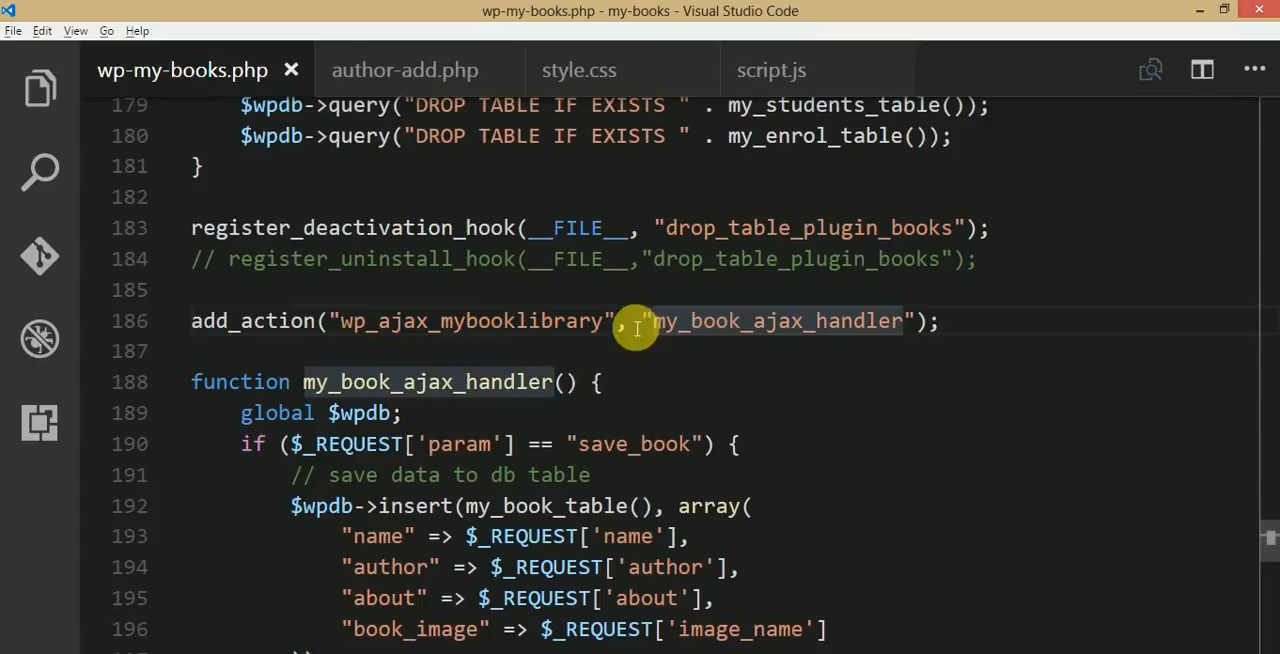 wp-my-books.php - my-books - Visual Studio Code
File Edit View Go Help
wp-my-books.php author-add.php style.css script.js
179 $wpdb->query("DROP TABLE IF EXISTS " . my_students_table());
180 $wpdb->query("DROP TABLE IF EXISTS " . my_enrol_table());
181 }
182
183 register_deactivation_hook(__FILE__, "drop_table_plugin_books");
184 // register_uninstall_hook(__FILE__,"drop_table_plugin_books");
185
186 add_action("wp_ajax_mybooklibrary", "my_book_ajax_handler");
187
188 function my_book_ajax_handler() {
189 global $wpdb;
190 if ($_REQUEST['param'] == "save_book") {
191 // save data to db table
192 $wpdb->insert(my_book_table(), array(
193 "name" => $_REQUEST['name'],
194 "author" => $_REQUEST['author'],
195 "about" => $_REQUEST['about'],
196 "book_image" => $_REQUEST['image_name']